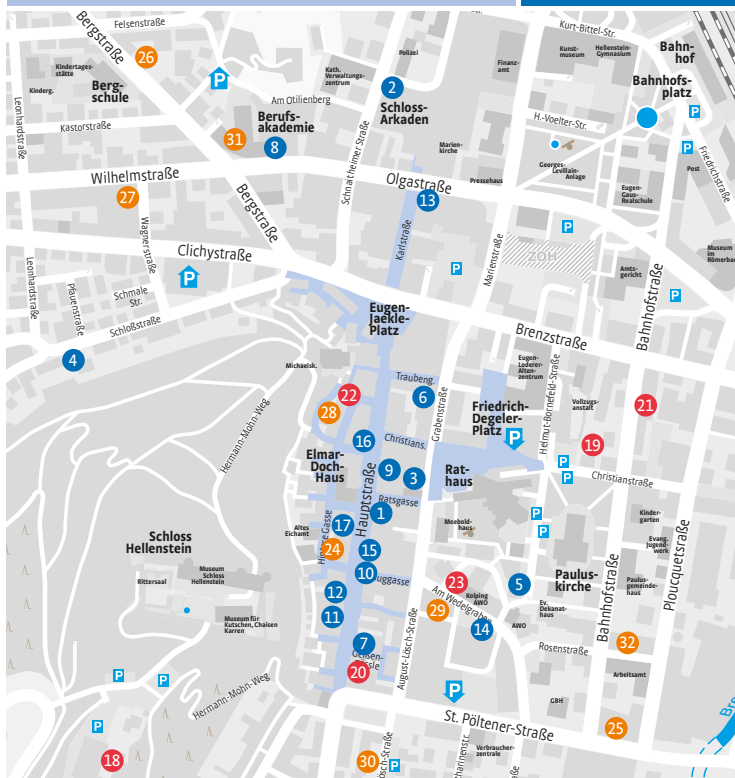 Felsenstraße
Bergstraße
26
Kindertages-
stätte
Kinderg.
Berg-
schule
Leonhardstraße
Kastorstraße
P
Am Otilienberg
Berufs-
akademie
31
8
Kath.
Verwaltungs-
zentrum
Polizei
2
Schloss-
Arkaden
Finanz-
amt
Kurt-Bittel-Str.
Kunst-
museum
Hellenstein-
Gymnasium
Bahn-
hof
Bahnhofs-
platz
P
H.-Voelter-Str.
P
Friedrichstraße
Post
Marien-
kirche
Pressehaus
Georges-
Levillain-
Anlage
Eugen-
Gaus-
Realschule
Schnaitheimer Straße
Olgastraße
13
Wilhelmstraße
27
Wagnerstraße
Bergstraße
Karlstraße
Marienstraße
P
ZOH
Museum
im
Römerbad
Amts-
gericht
Clichystraße
P
P
P
Leonhardstraße
Pfauenstraße
Schmale
Str.
Schloßstraße
4
Eugen-
Jaekle-
Platz
Brenzstraße
Bahnhofstraße
Michaelsk.
Traubeng.
6
22
28
Grabenstraße
Friedrich-
Degeler-
Platz
P
Eugen-
Loderer-
Alten-
zentrum
Helmut-Bornefeld-Straße
Vollzugs-
anstalt
21
19
Hermann-Mohn-Weg
16
Christians.
Elmar-
Doch-
Haus
9
3
Rat-
haus
P
P
Christianstraße
Hauptstraße
Ratsgasse
1
17
Altes
Eichamt
Hintere Gasse
24
15
Meebold-
haus
P
P
Kinder-
garten
Evang.
Jugend-
werk
Schloss
Hellenstein
Rittersaal
Museum
Schloss
Hellenstein
Museum für
Kutschen, Chaisen
Karren
10
uggasse
12
11
23
Kolping
AWO
Am Wedelgraben
29
14
5
AWO
Ev.
Dekanat-
haus
Paulus-
kirche
Paulus-
gemeinde-
haus
Bahnhofstraße
Ploucquetstraße
7
20
August-Lösch-Straße
Rosenstraße
32
Arbeitsamt
P
P
P
Hermann-Mohn-Weg
18
P
St. Pöltener-Straße
GBH
25
30
P
Verbraucher-
zentrale